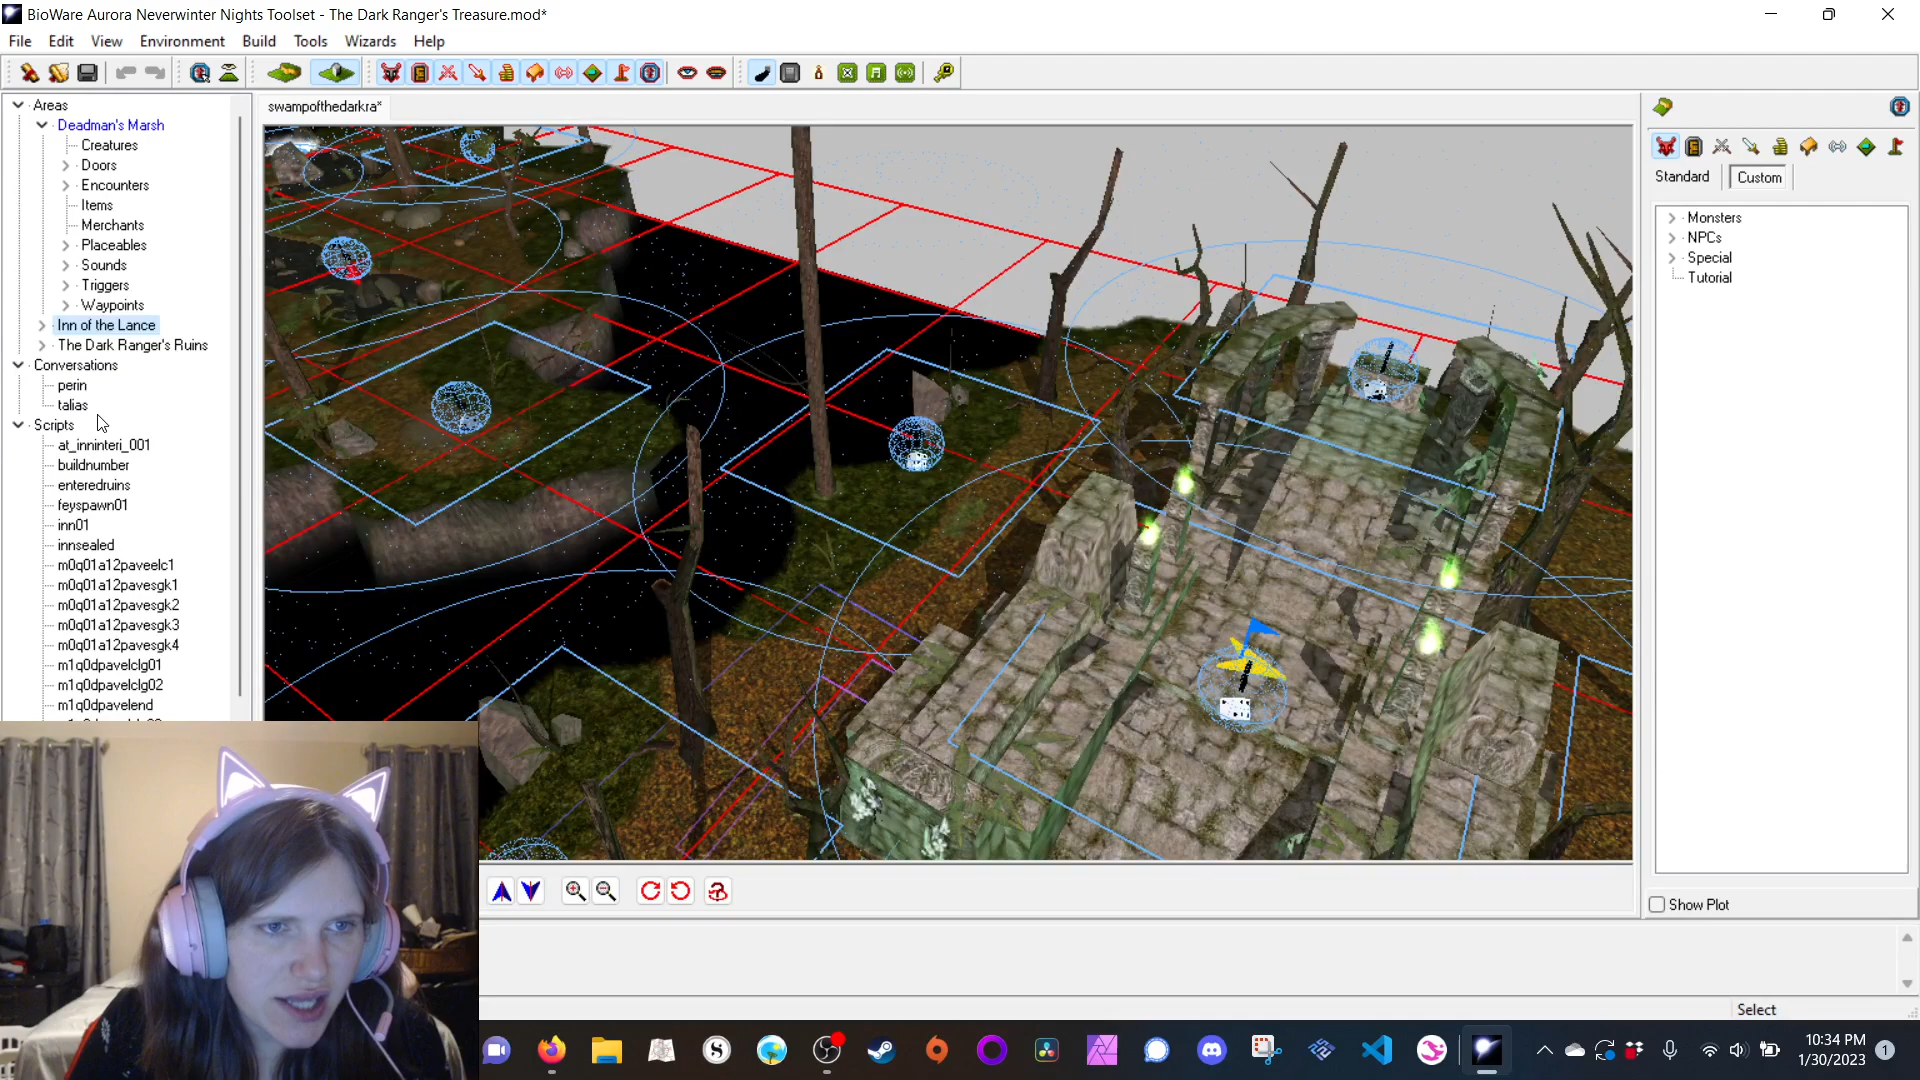 BioWare Aurora Neverwinter Nights Toolset - The Dark Ranger's Treasure.mod*
File Edit View Environment Build Tools Wizards Help
swampofthedarkra*
Areas
Deadman's Marsh
Creatures
Doors
Encounters
Items
Merchants
Placeables
Sounds
Triggers
Waypoints
Inn of the Lance
The Dark Ranger's Ruins
Conversations
perin
talias
Scripts
at_inninteri_001
buildnumber
enteredruins
feyspawn01
inn01
innsealed
m0q01a12paveelc1
m0q01a12pavesgk1
m0q01a12pavesgk2
m0q01a12pavesgk3
m0q01a12pavesgk4
m1q0dpavelclg01
m1q0dpavelclg02
m1q0dpavelend
Standard Custom
Monsters
NPCs
Special
Tutorial
Show Plot
Select
10:34 PM
1/30/2023
1